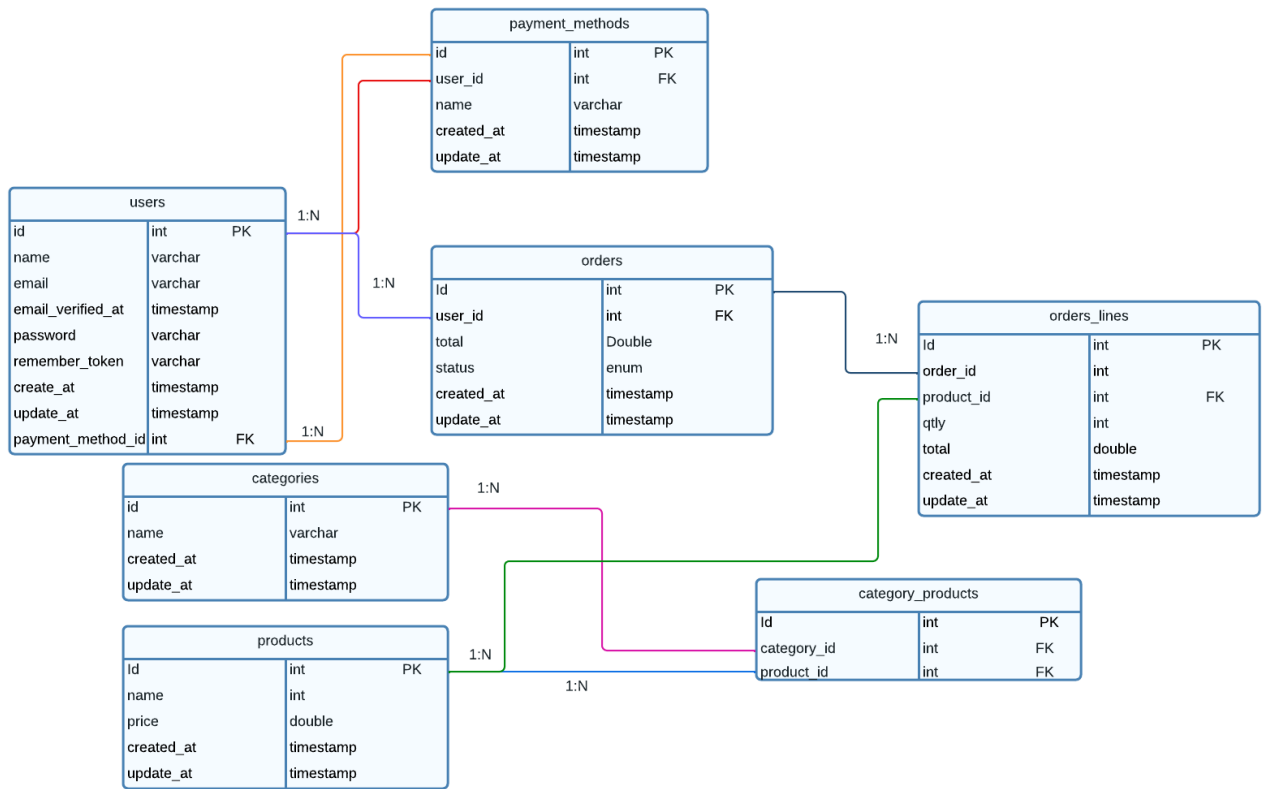 payment_methods
id int PK
user_id int FK
name varchar
created_at timestamp
update_at timestamp
users
id int PK
name varchar
email varchar
email_verified_at timestamp
password varchar
remember_token varchar
create_at timestamp
update_at timestamp
payment_method_id int FK
1:N
1:N
1:N
orders
Id int PK
user_id int FK
total Double
status enum
created_at timestamp
update_at timestamp
1:N
orders_lines
Id int PK
order_id int
product_id int FK
qtly int
total double
created_at timestamp
update_at timestamp
categories
id int PK
name varchar
created_at timestamp
update_at timestamp
1:N
category_products
Id int PK
category_id int FK
product_id int FK
products
Id int PK
name int
price double
created_at timestamp
update_at timestamp
1:N
1:N